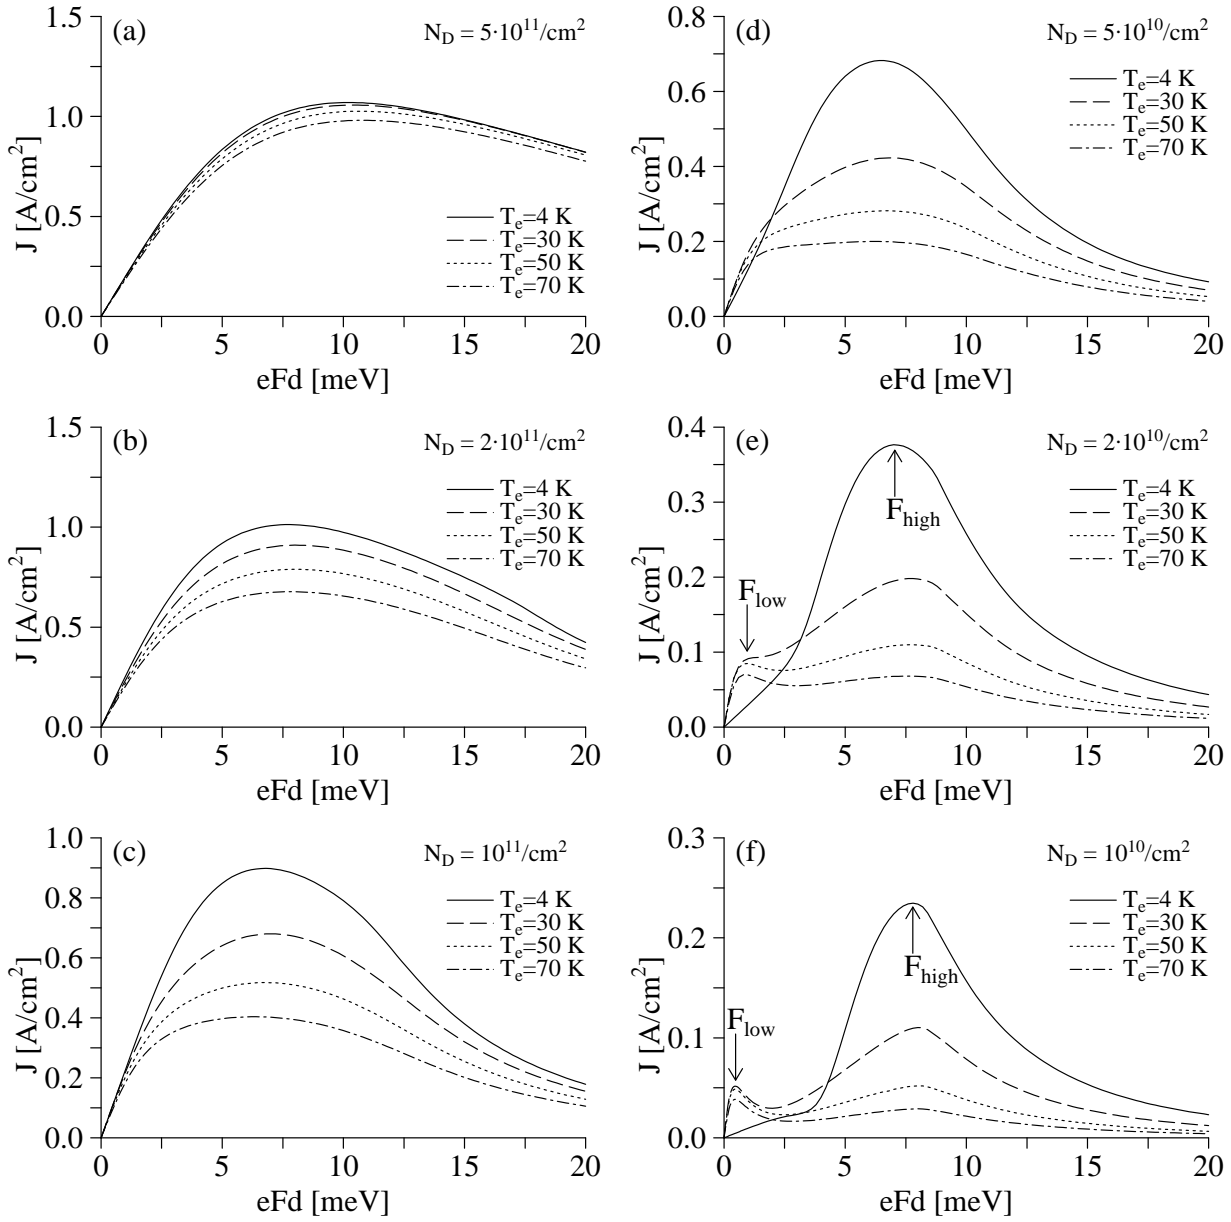 (a)
N_D = 5·10^11/cm^2
J [A/cm^2]
1.5
1.0
0.5
0.0
T_e=4 K
T_e=30 K
T_e=50 K
T_e=70 K
0 5 10 15 20
eFd [meV]
(b)
N_D = 2·10^11/cm^2
J [A/cm^2]
1.5
1.0
0.5
0.0
T_e=4 K
T_e=30 K
T_e=50 K
T_e=70 K
0 5 10 15 20
eFd [meV]
(c)
N_D = 10^11/cm^2
J [A/cm^2]
1.0
0.8
0.6
0.4
0.2
0.0
T_e=4 K
T_e=30 K
T_e=50 K
T_e=70 K
0 5 10 15 20
eFd [meV]
(d)
N_D = 5·10^10/cm^2
J [A/cm^2]
0.8
0.6
0.4
0.2
0.0
T_e=4 K
T_e=30 K
T_e=50 K
T_e=70 K
0 5 10 15 20
eFd [meV]
(e)
N_D = 2·10^10/cm^2
J [A/cm^2]
0.4
0.3
0.2
0.1
0.0
T_e=4 K
T_e=30 K
T_e=50 K
T_e=70 K
F_high
F_low
0 5 10 15 20
eFd [meV]
(f)
N_D = 10^10/cm^2
J [A/cm^2]
0.3
0.2
0.1
0.0
T_e=4 K
T_e=30 K
T_e=50 K
T_e=70 K
F_high
F_low
0 5 10 15 20
eFd [meV]